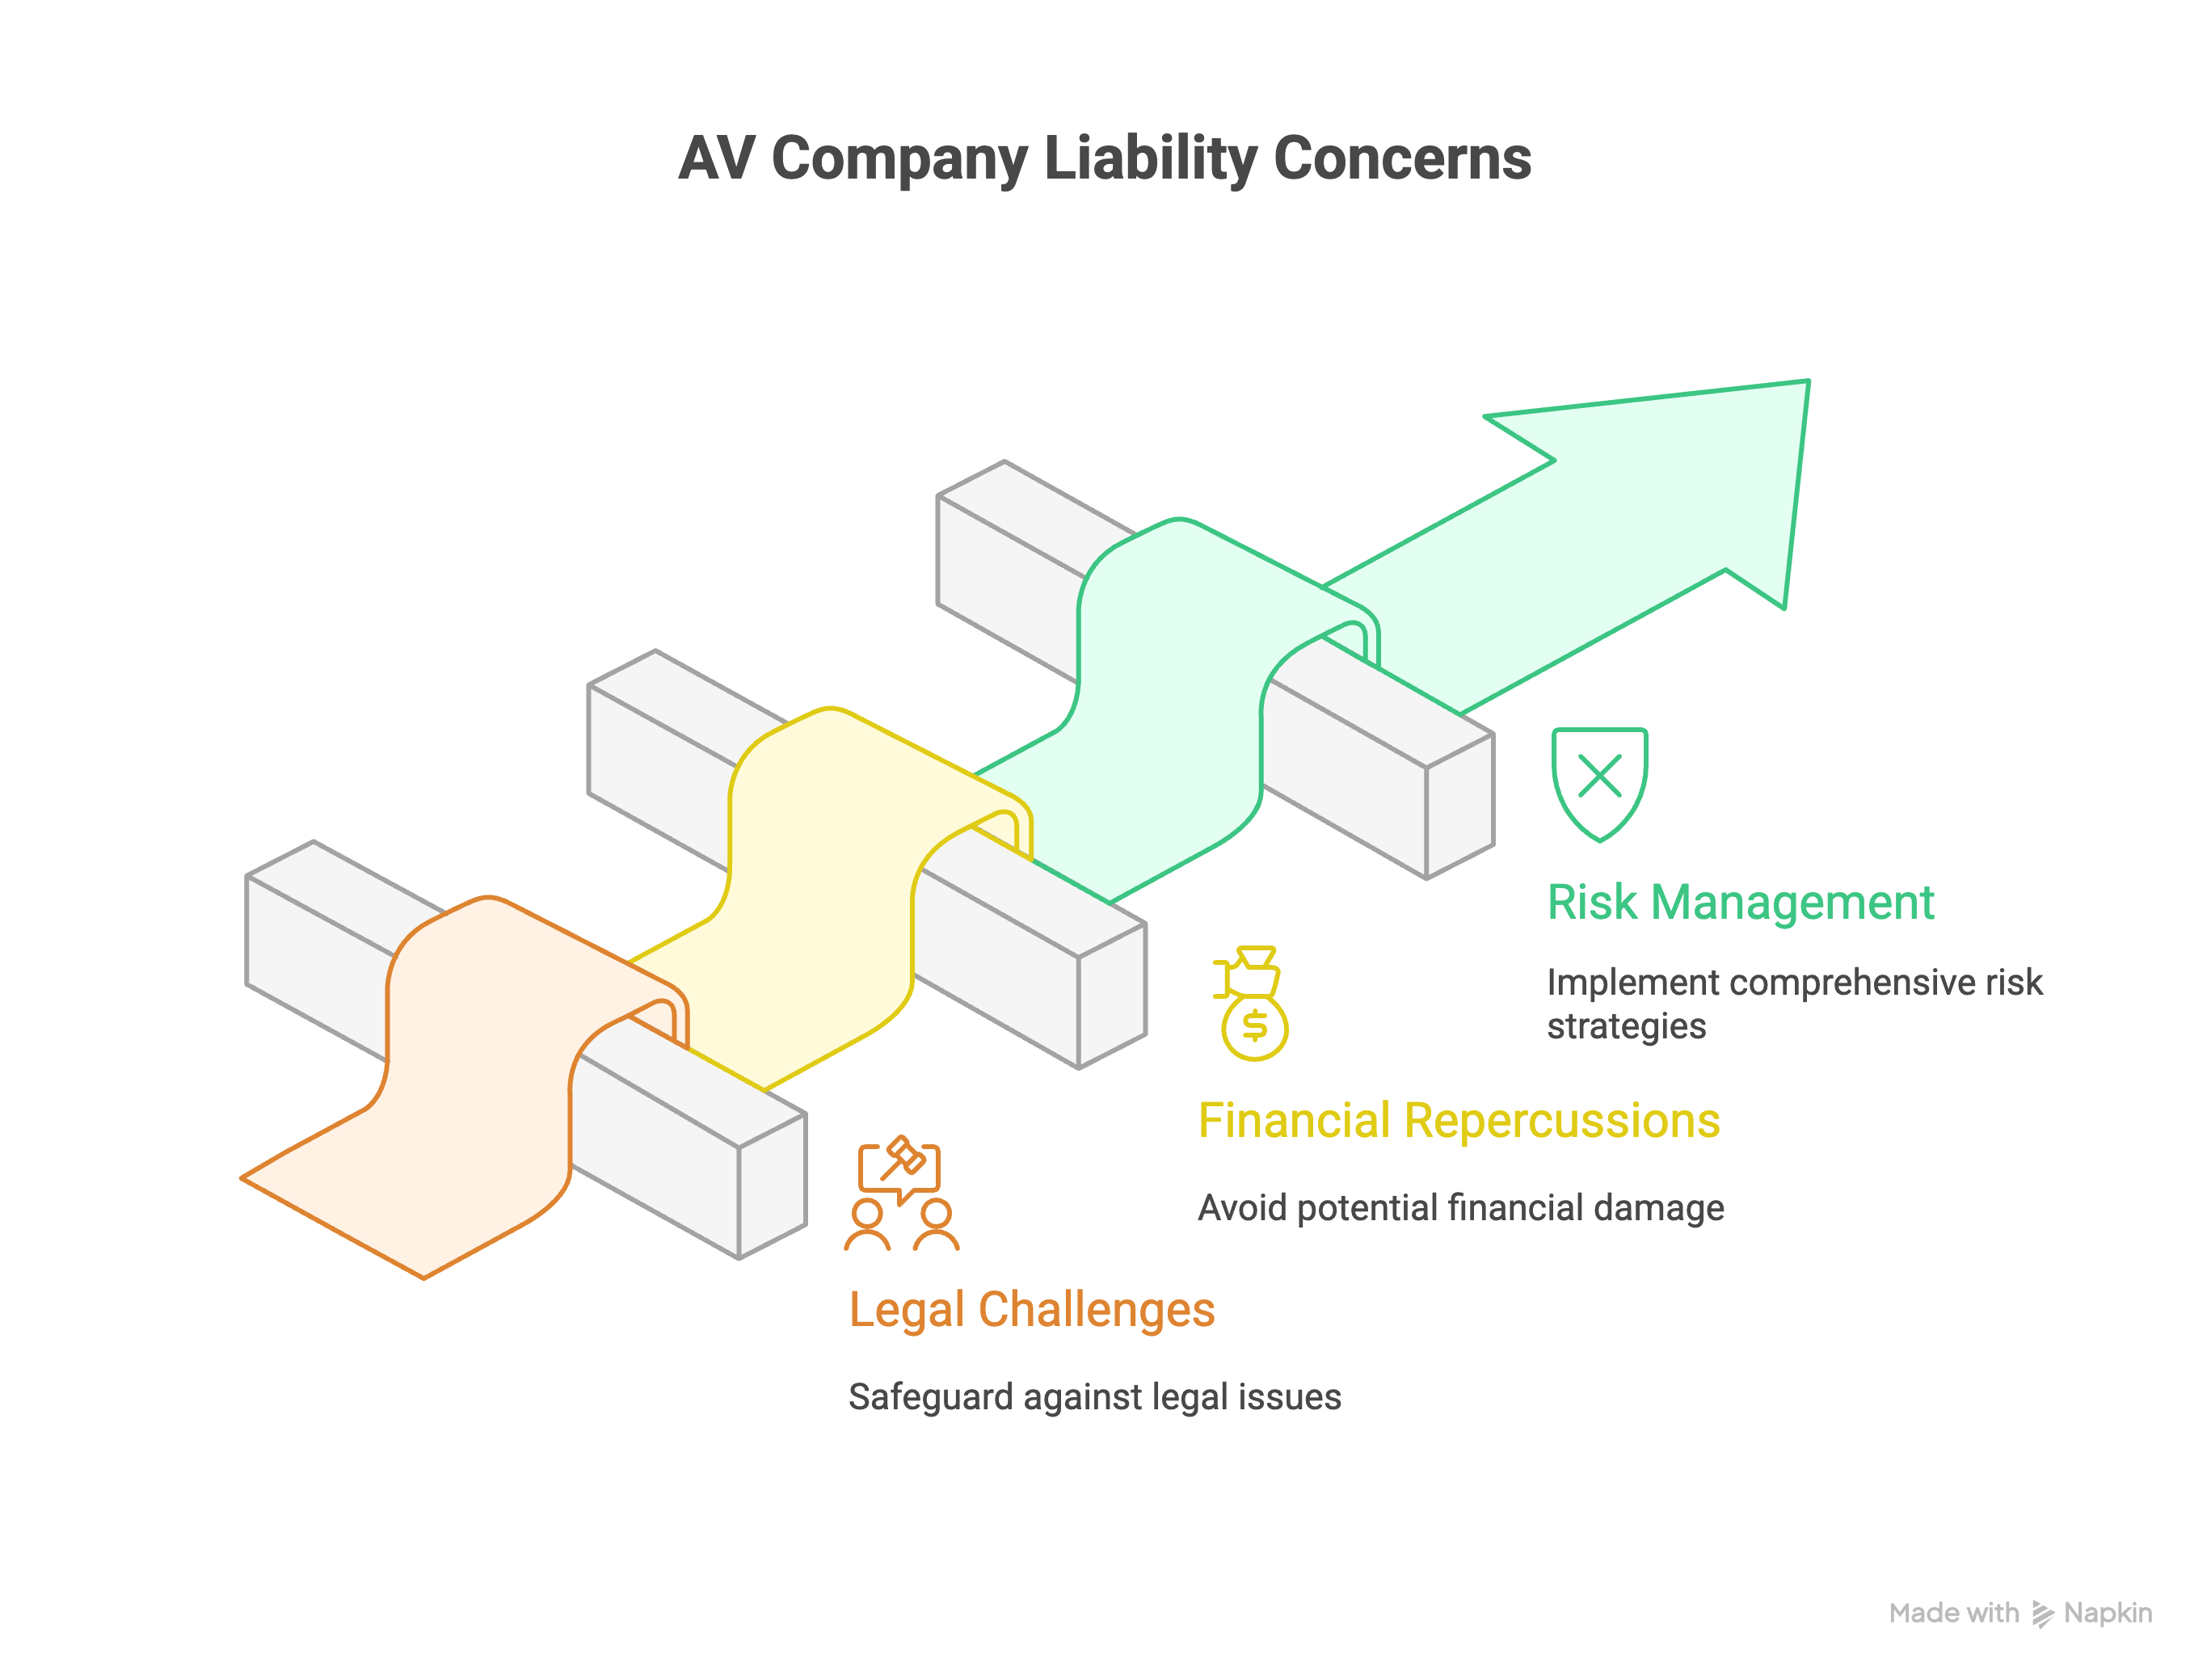 AV Company Liability Concerns
Risk Management
Implement comprehensive risk
strategies
Financial Repercussions
Avoid potential financial damage
Legal Challenges
Safeguard against legal issues
Made with Napkin